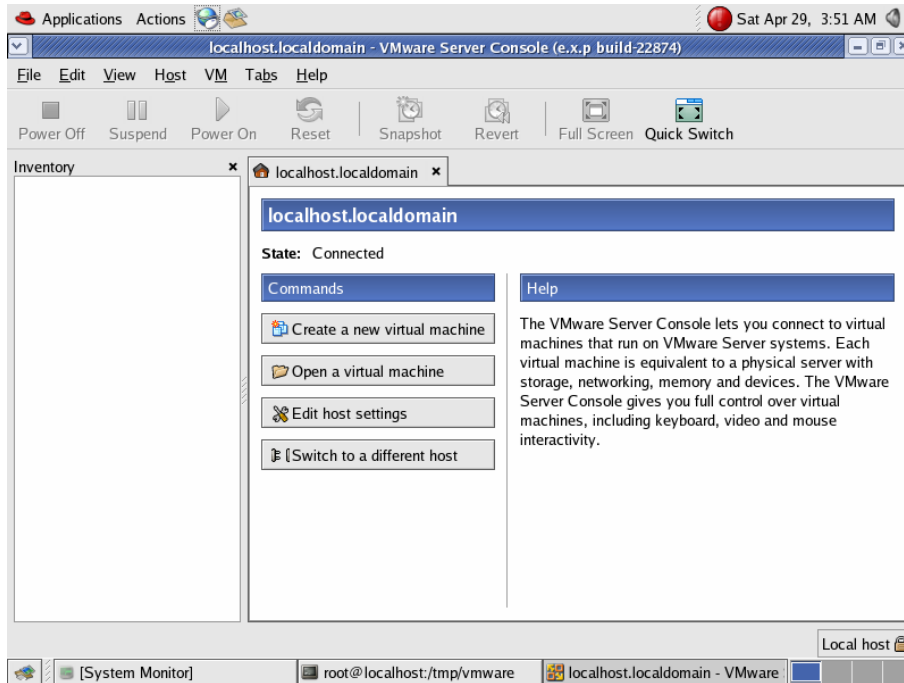 Applications Actions Sat Apr 29, 3:51 AM
localhost.localdomain - VMware Server Console (e.x.p build-22874)
File Edit View Host VM Tabs Help
Power Off Suspend Power On Reset Snapshot Revert Full Screen Quick Switch
Inventory
localhost.localdomain
localhost.localdomain
State: Connected
Commands
Create a new virtual machine
Open a virtual machine
Edit host settings
Switch to a different host
Help
The VMware Server Console lets you connect to virtual
machines that run on VMware Server systems. Each
virtual machine is equivalent to a physical server with
storage, networking, memory and devices. The VMware
Server Console gives you full control over virtual
machines, including keyboard, video and mouse
interactivity.
Local host
[System Monitor] root@localhost:/tmp/vmware localhost.localdomain - VMware